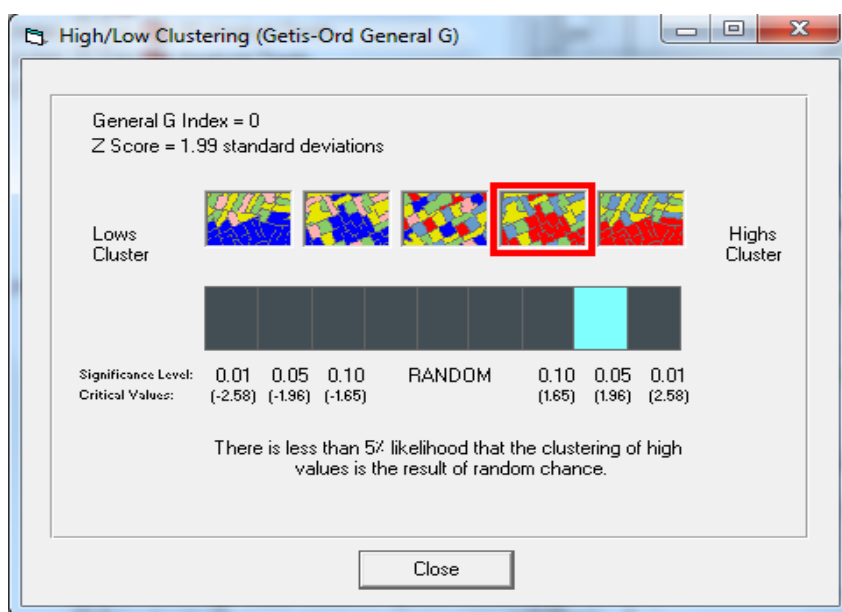 High/Low Clustering (Getis-Ord General G)
General G Index = 0
Z Score = 1.99 standard deviations
Lows
Cluster
Highs
Cluster
Significance Level: 0.01 0.05 0.10 RANDOM 0.10 0.05 0.01
Critical Values: (-2.58) (-1.96) (-1.65) (1.65) (1.96) (2.58)
There is less than 5% likelihood that the clustering of high
values is the result of random chance.
Close